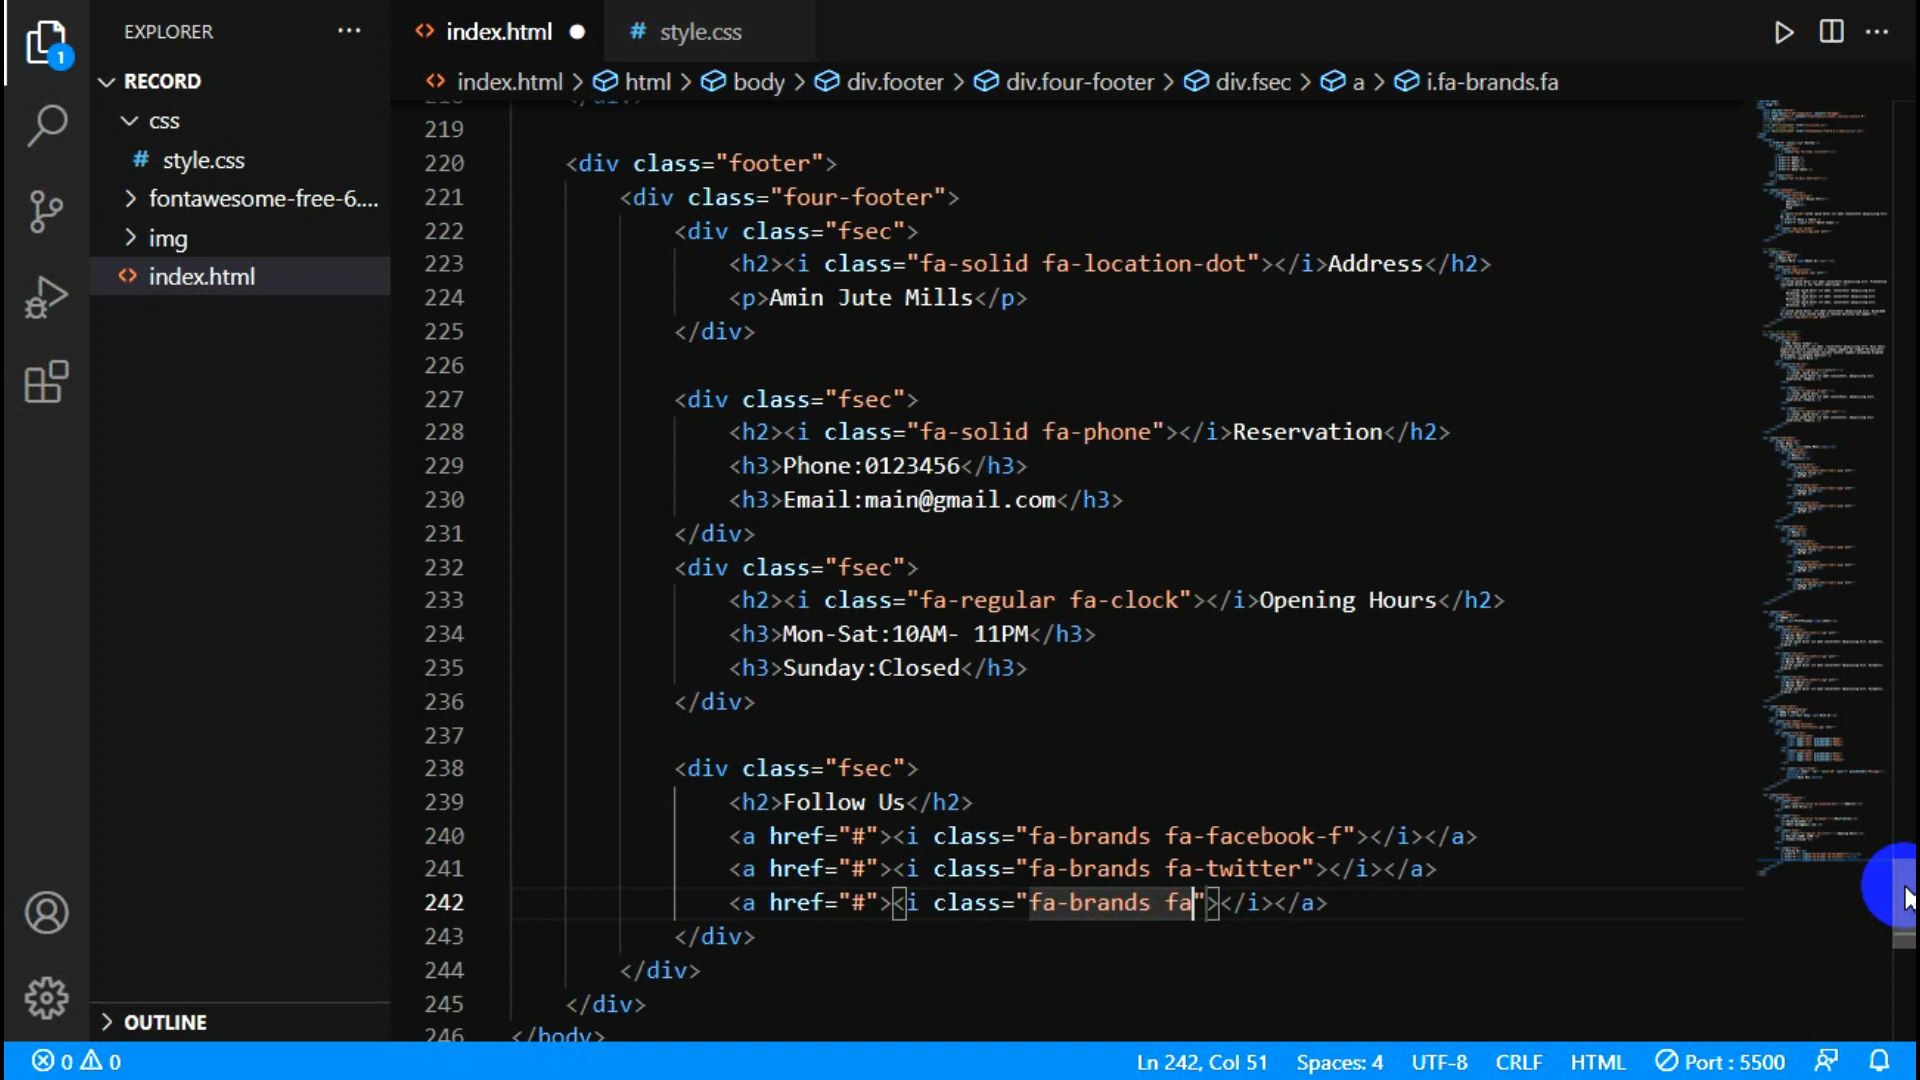 EXPLORER
1
RECORD
css
# style.css
fontawesome-free-6....
img
<> index.html
OUTLINE
<> index.html
# style.css
<> index.html > html > body > div.footer > div.four-footer > div.fsec > a > i.fa-brands.fa
219
220 <div class="footer">
221 <div class="four-footer">
222 <div class="fsec">
223 <h2><i class="fa-solid fa-location-dot"></i>Address</h2>
224 <p>Amin Jute Mills</p>
225 </div>
226
227 <div class="fsec">
228 <h2><i class="fa-solid fa-phone"></i>Reservation</h2>
229 <h3>Phone:0123456</h3>
230 <h3>Email:main@gmail.com</h3>
231 </div>
232 <div class="fsec">
233 <h2><i class="fa-regular fa-clock"></i>Opening Hours</h2>
234 <h3>Mon-Sat:10AM- 11PM</h3>
235 <h3>Sunday:Closed</h3>
236 </div>
237
238 <div class="fsec">
239 <h2>Follow Us</h2>
240 <a href="#"><i class="fa-brands fa-facebook-f"></i></a>
241 <a href="#"><i class="fa-brands fa-twitter"></i></a>
242 <a href="#"><i class="fa-brands fa"></i></a>
243 </div>
244 </div>
245 </div>
246 </body>
0 0 Ln 242, Col 51 Spaces: 4 UTF-8 CRLF HTML Port : 5500